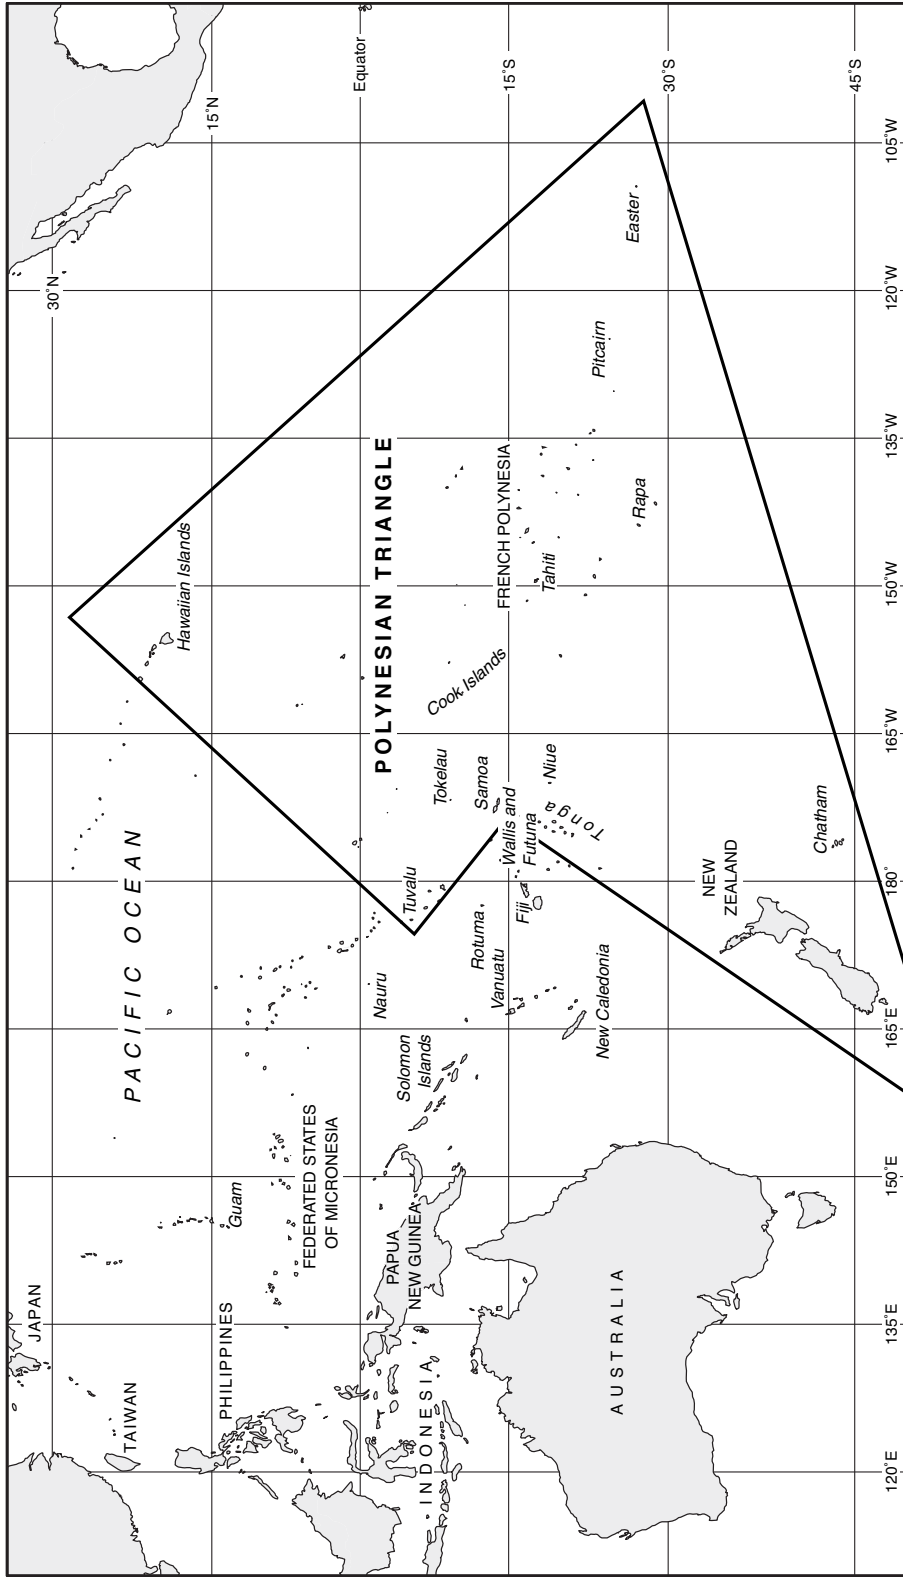 JAPAN
TAIWAN
PHILIPPINES
Guam
PACIFIC OCEAN
Hawaiian Islands
30°N
15°N
Equator
15°S
30°S
45°S
FEDERATED STATES
OF MICRONESIA
INDONESIA
PAPUA
NEW GUINEA
Solomon
Islands
Nauru
Tuvalu
POLYNESIAN TRIANGLE
Tokelau
Cook Islands
Rotuma
Vanuatu
Samoa
Wallis and
Futuna
Fiji
FRENCH POLYNESIA
Niue
Tonga
Tahiti
New Caledonia
Pitcairn
Easter
Rapa
AUSTRALIA
NEW
ZEALAND
Chatham
120°E
135°E
150°E
165°E
180°
165°W
150°W
135°W
120°W
105°W